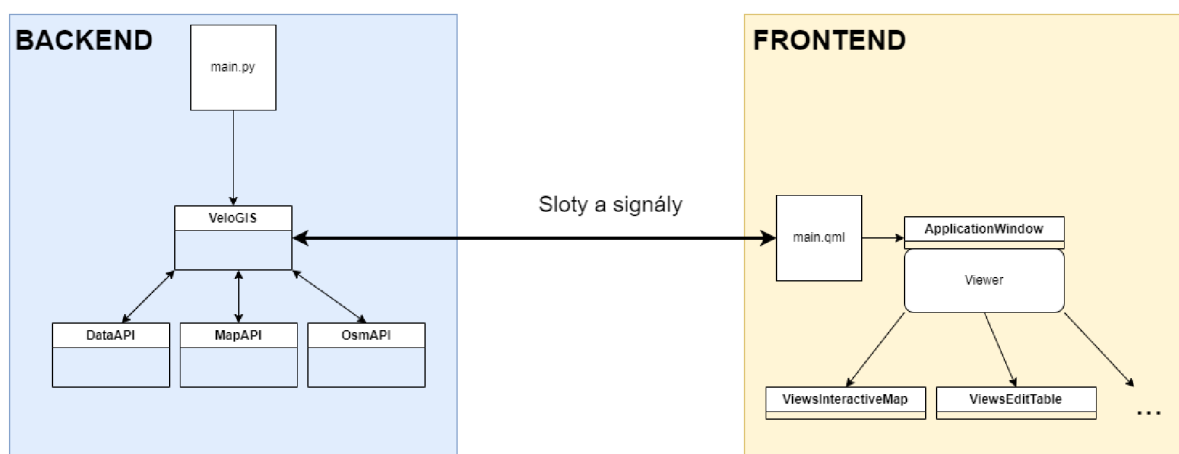 BACKEND
main.py
VeloGIS
DataAPI
MapAPI
OsmAPI
Sloty a signály
FRONTEND
main.qml
ApplicationWindow
Viewer
ViewsInteractiveMap
ViewsEditTable
...